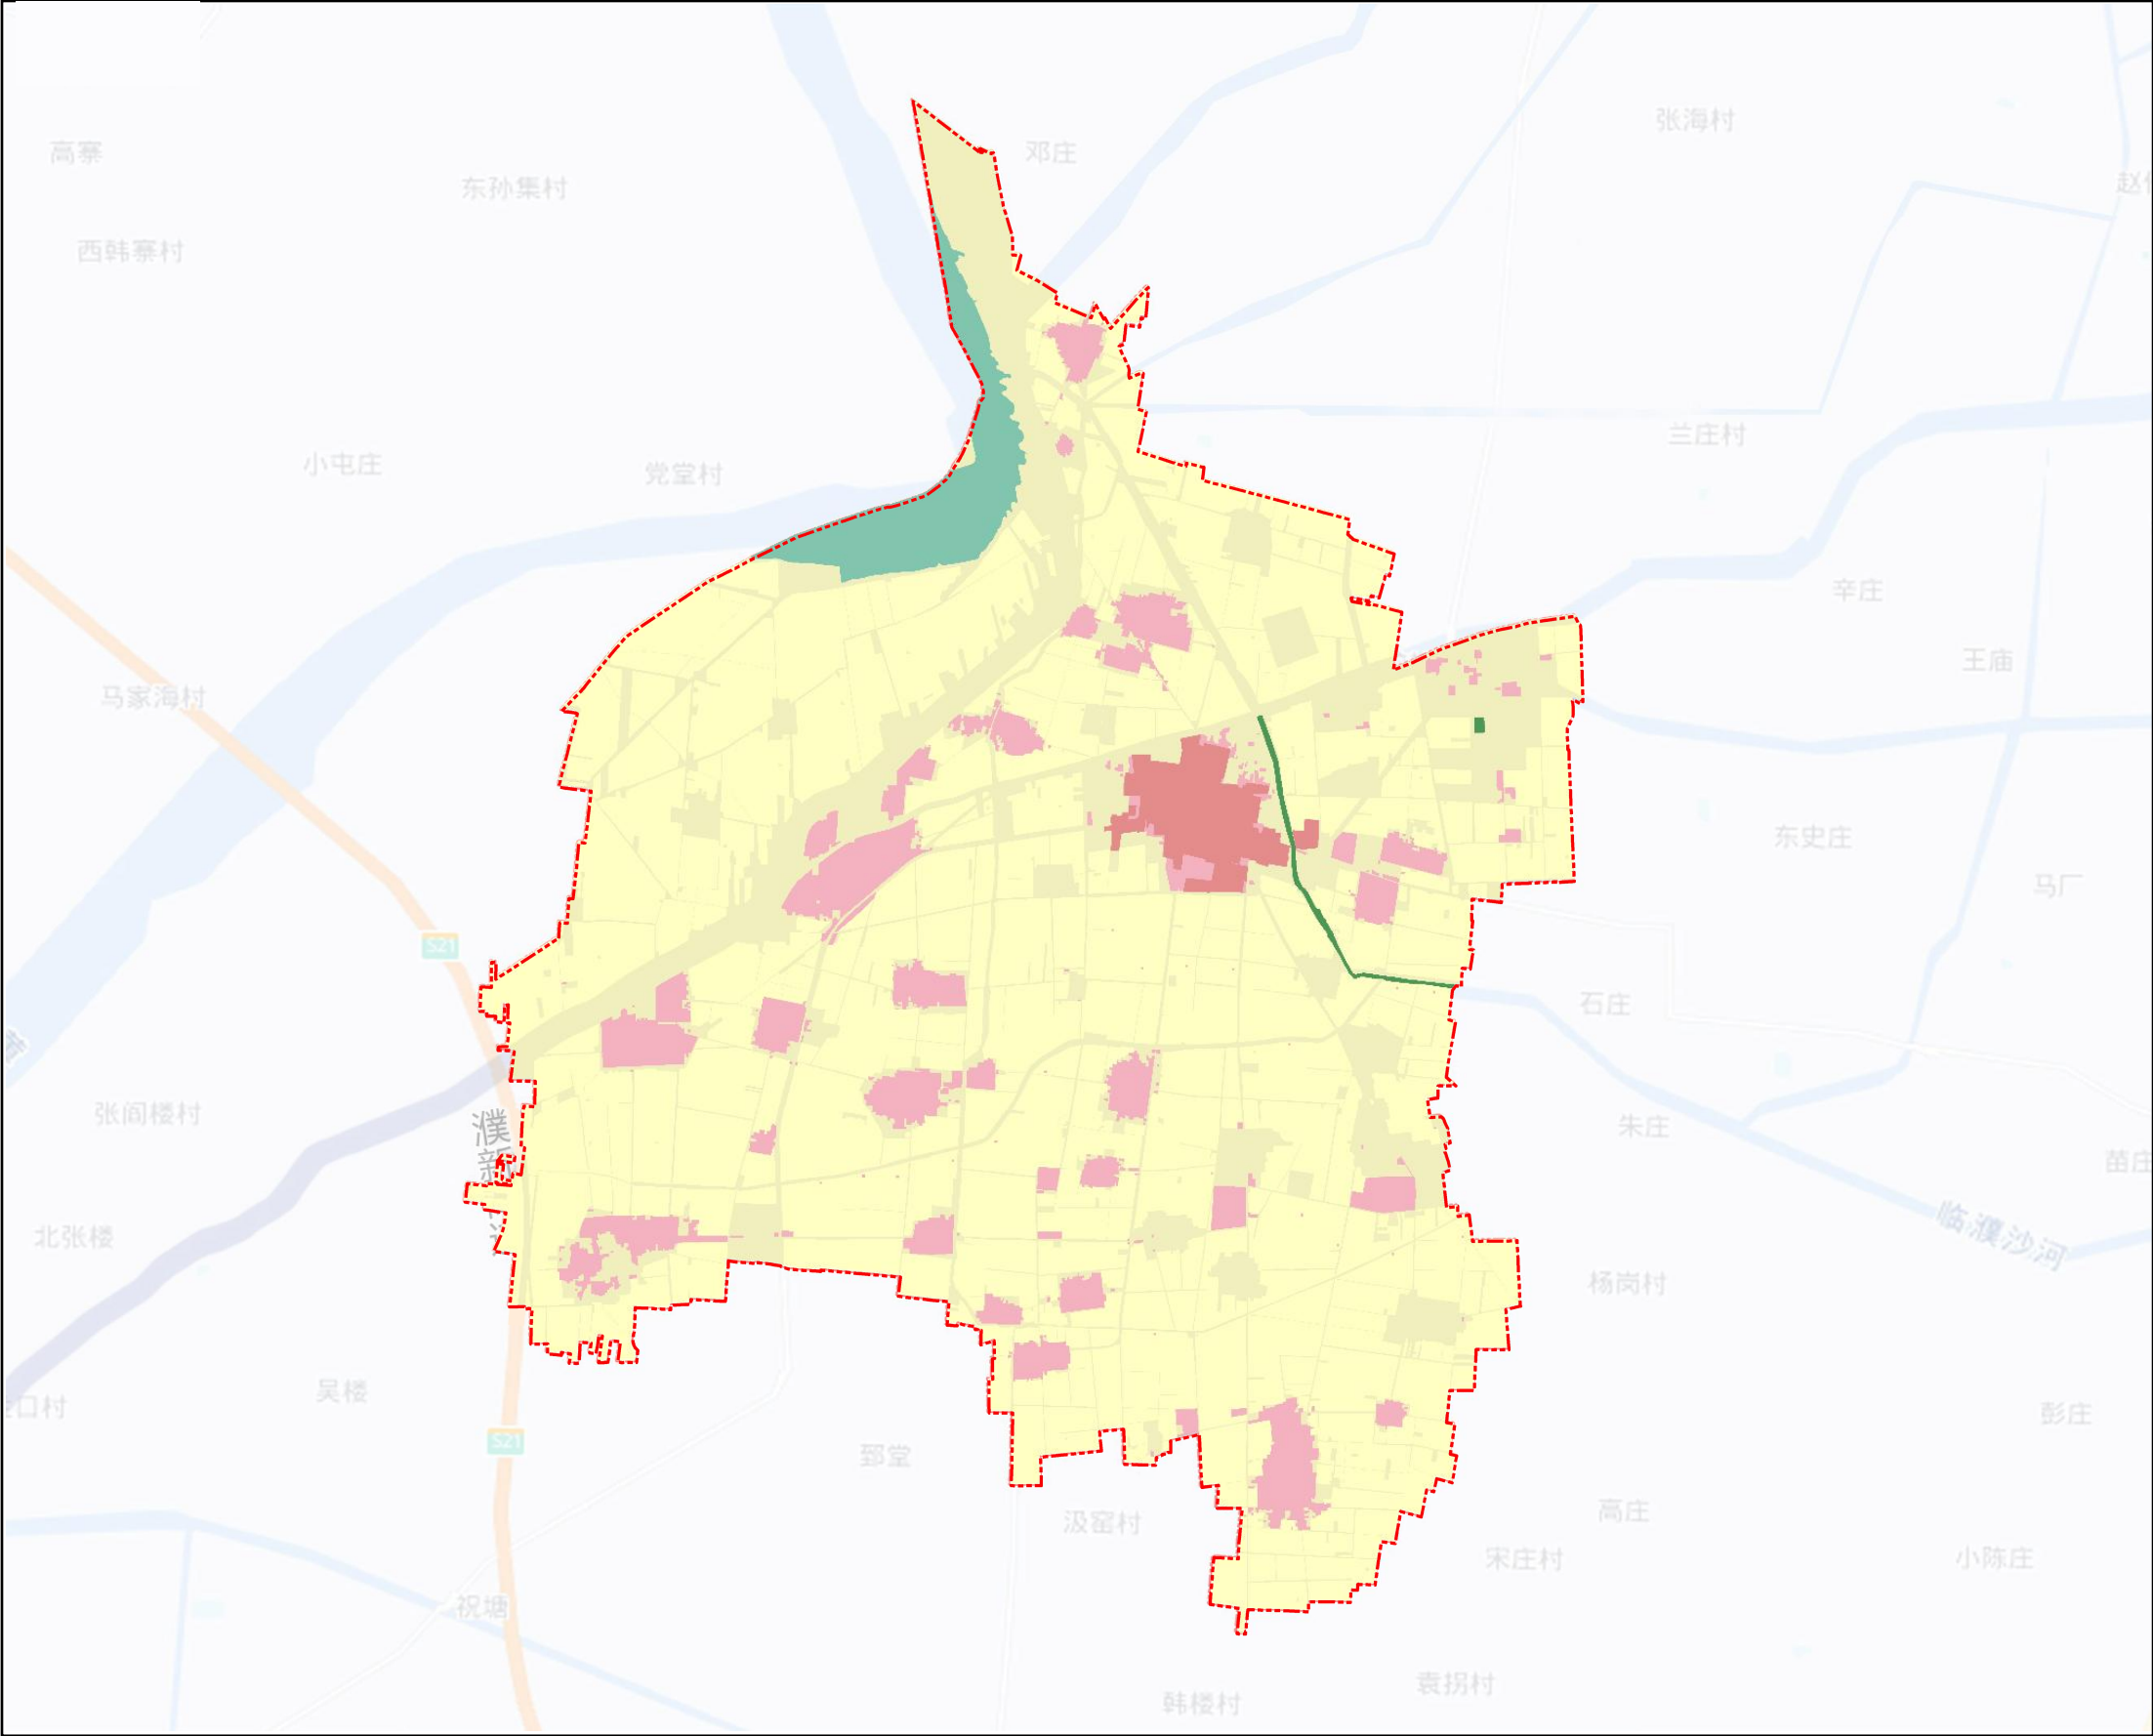 张海村
高寨
邓庄
东孙集村
西韩寨村
兰庄村
小屯庄
党堂村
辛庄
王庙
马家海村
东史庄
马厂
S21
石庄
张阎楼村
濮
新
朱庄
苗庄
北张楼
临濮沙河
杨岗村
吴楼
口村
彭庄
S21
郅堂
高庄
汲窑村
宋庄村
小陈庄
祝塘
袁拐村
韩楼村